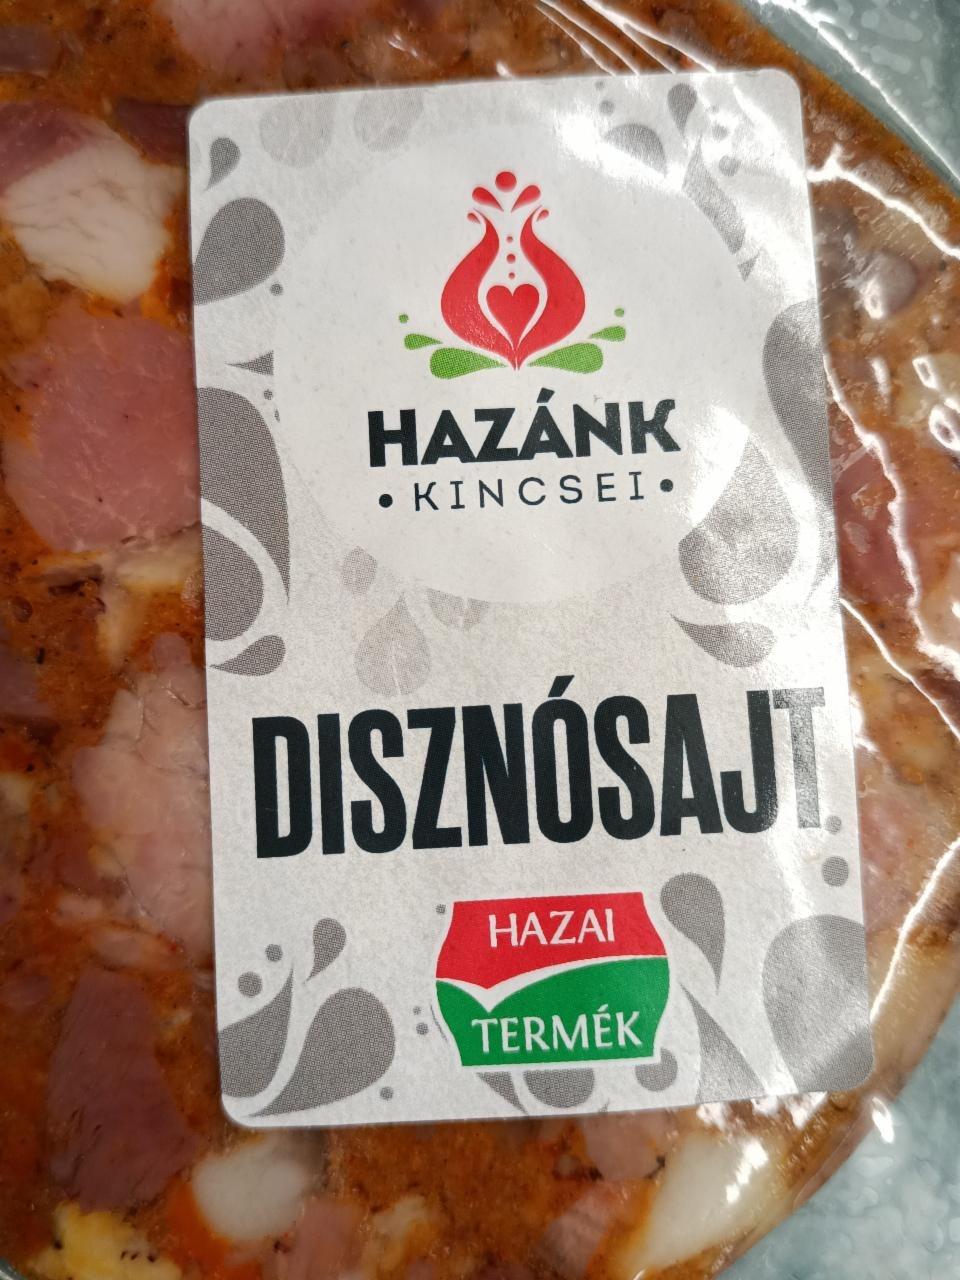 HAZÁNK
• KINCSEI •
DISZNÓSAJT
HAZAI
TERMÉK